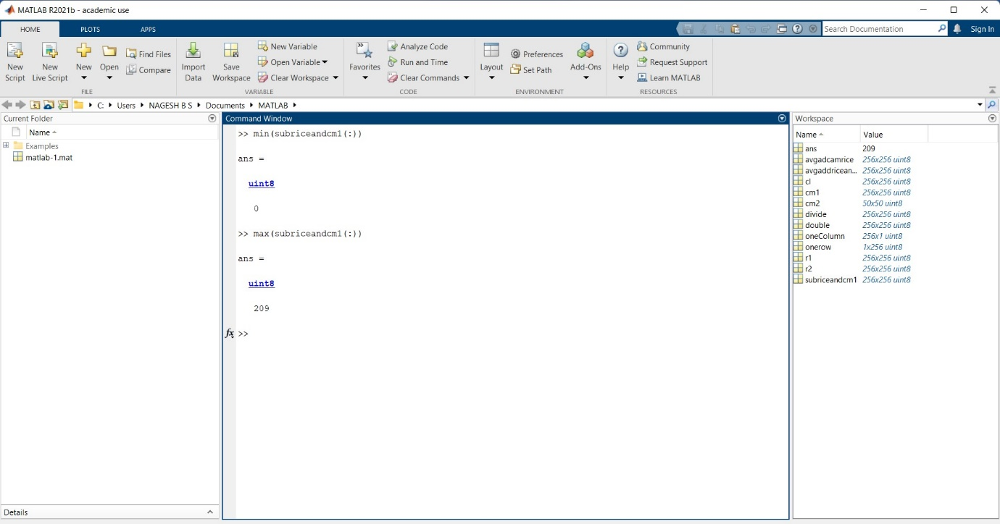 MATLAB R2021b - academic use
HOME PLOTS APPS
Search Documentation
Sign In
New Script
New Live Script
New
Open
Find Files
Compare
FILE
Import Data
Save Workspace
New Variable
Open Variable
Clear Workspace
VARIABLE
Favorites
Analyze Code
Run and Time
Clear Commands
CODE
Layout
Preferences
Set Path
Add-Ons
ENVIRONMENT
Help
Community
Request Support
Learn MATLAB
RESOURCES
C: Users NAGESH B S Documents MATLAB
Current Folder
Name
Examples
matlab-1.mat
Details
Command Window
>> min(subriceandcm1(:))
ans =
uint8
0
>> max(subriceandcm1(:))
ans =
uint8
209
fx >>
Workspace
Name Value
ans 209
avgadcamrice 256x256 uint8
avgaddricean... 256x256 uint8
cl 256x256 uint8
cm1 256x256 uint8
cm2 50x50 uint8
divide 256x256 uint8
double 256x256 uint8
oneColumn 256x1 uint8
onerow 1x256 uint8
r1 256x256 uint8
r2 256x256 uint8
subriceandcm1 256x256 uint8